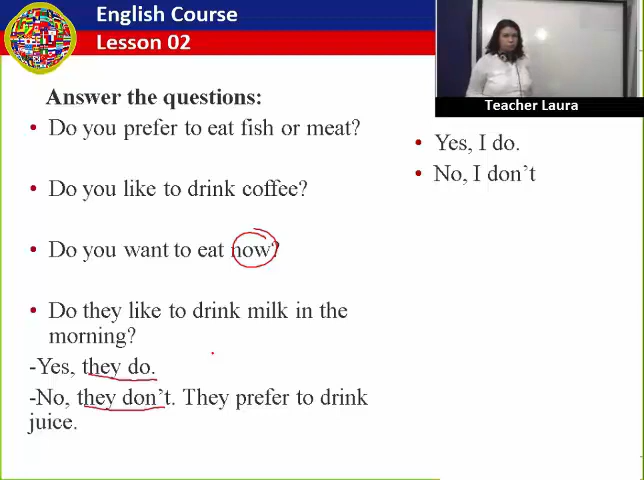 English Course
Lesson 02
Teacher Laura
Answer the questions:
• Do you prefer to eat fish or meat?
• Do you like to drink coffee?
• Do you want to eat now?
• Do they like to drink milk in the
morning?
-Yes, they do.
-No, they don't. They prefer to drink
juice.
• Yes, I do.
• No, I don't